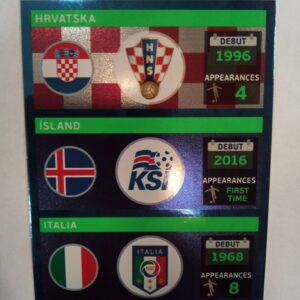 HRVATSKA
HNS
DEBUT
1996
APPEARANCES
4
ÍSLAND
KSÍ
DEBUT
2016
APPEARANCES
FIRST
TIME
ITALIA
ITALIA
DEBUT
1968
APPEARANCES
8